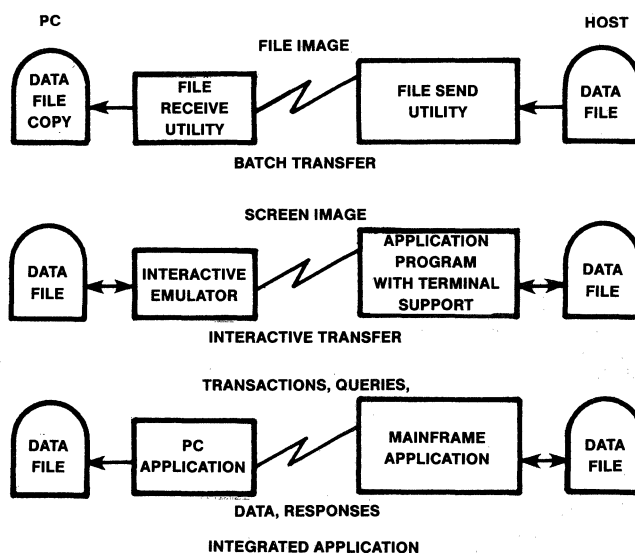 PC
HOST
FILE IMAGE
DATA
FILE
COPY
FILE
RECEIVE
UTILITY
FILE SEND
UTILITY
DATA
FILE
BATCH TRANSFER
SCREEN IMAGE
DATA
FILE
INTERACTIVE
EMULATOR
APPLICATION
PROGRAM
WITH TERMINAL
SUPPORT
DATA
FILE
INTERACTIVE TRANSFER
TRANSACTIONS, QUERIES,
DATA
FILE
PC
APPLICATION
MAINFRAME
APPLICATION
DATA
FILE
DATA, RESPONSES
INTEGRATED APPLICATION